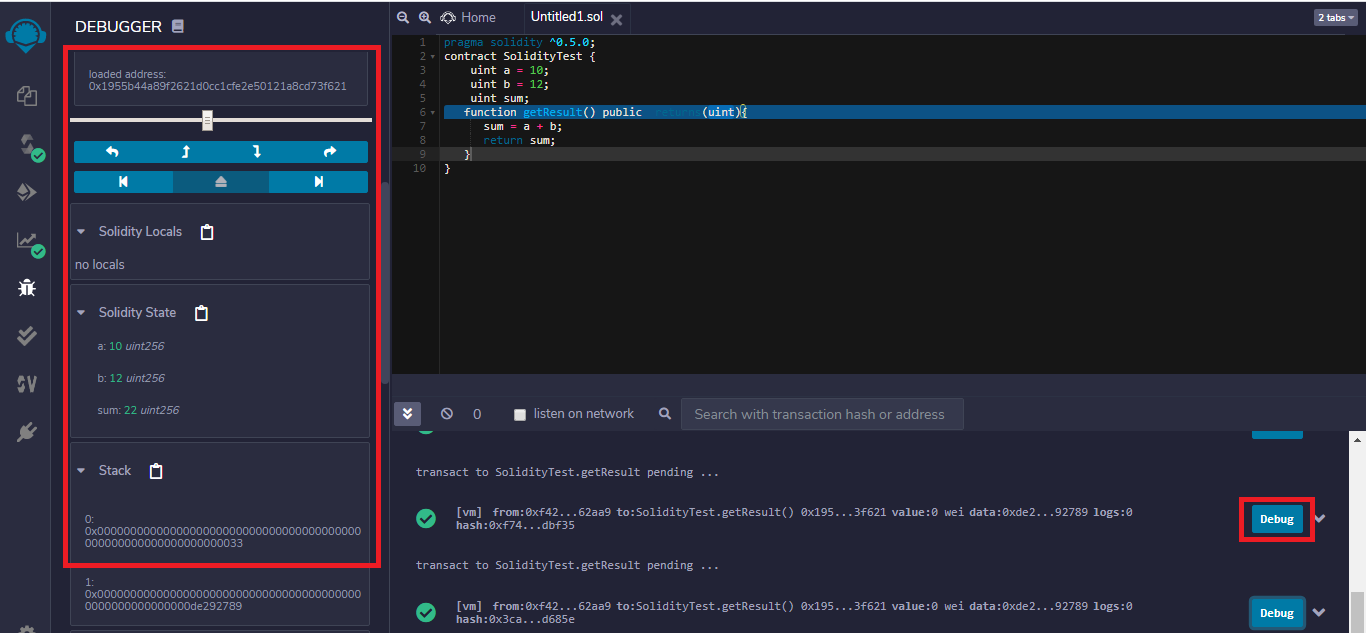 DEBUGGER
loaded address:
0x1955b44a89f2621d0cc1cfe2e50121a8cd73f621
Solidity Locals
no locals
Solidity State
a: 10 uint256
b: 12 uint256
sum: 22 uint256
Stack
0:
0x00000000000000000000000000000000000000000
00000000000000000000033
1:
0x00000000000000000000000000000000000000000
000000000000000de292789
Home
Untitled1.sol
2 tabs
1 pragma solidity ^0.5.0;
2 contract SolidityTest {
3 uint a = 10;
4 uint b = 12;
5 uint sum;
6 function getResult() public returns(uint){
7 sum = a + b;
8 return sum;
9 }
10 }
0
listen on network
Search with transaction hash or address
transact to SolidityTest.getResult pending ...
[vm] from:0xf42...62aa9 to:SolidityTest.getResult() 0x195...3f621 value:0 wei data:0xde2...92789 logs:0
hash:0xf74...dbf35
Debug
transact to SolidityTest.getResult pending ...
[vm] from:0xf42...62aa9 to:SolidityTest.getResult() 0x195...3f621 value:0 wei data:0xde2...92789 logs:0
hash:0x3ca...d685e
Debug